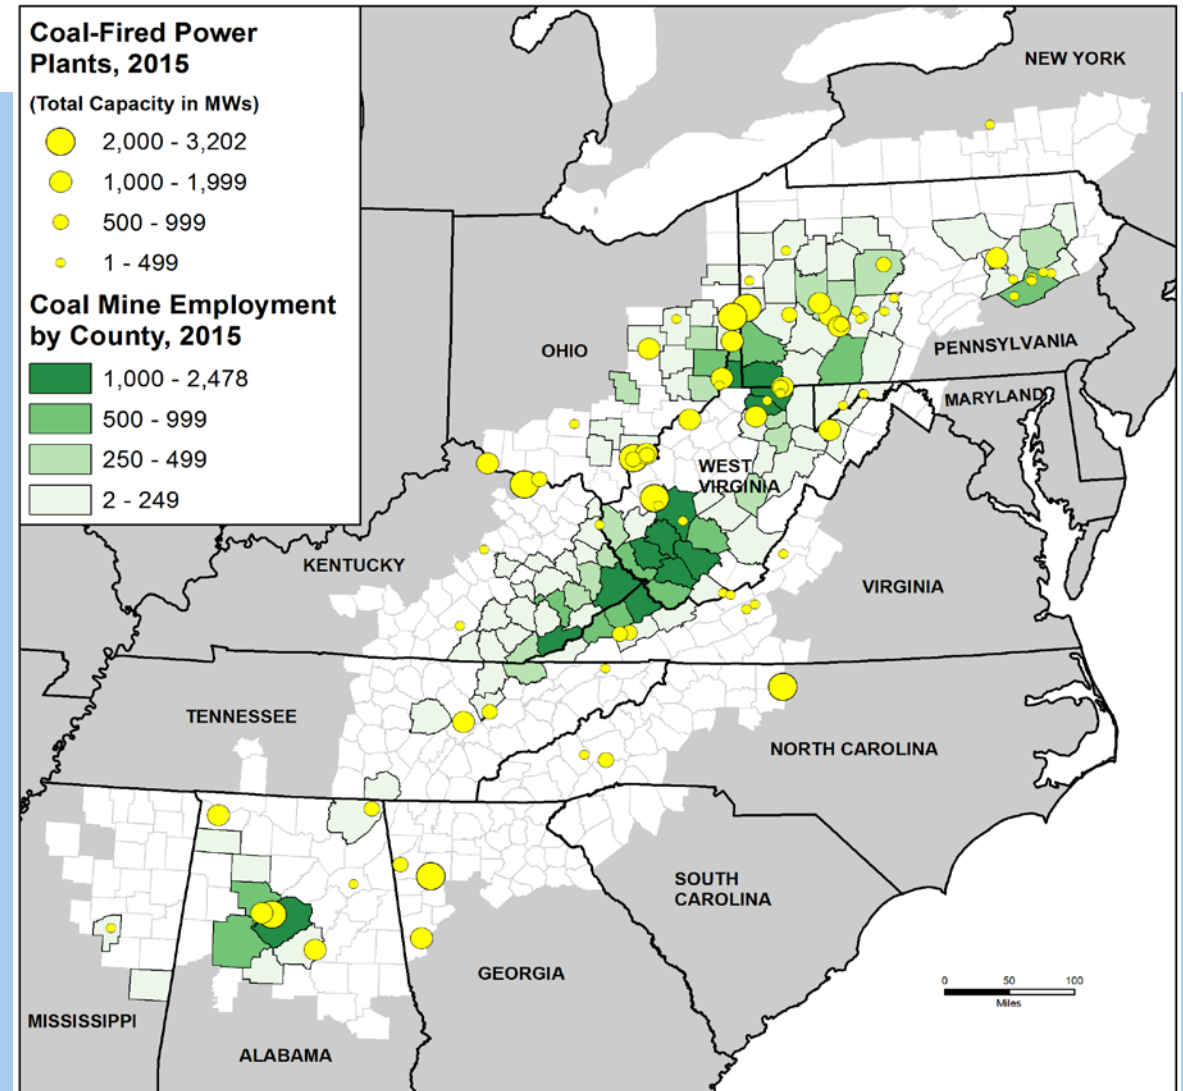 Coal-Fired Power
Plants, 2015
(Total Capacity in MWs)
2,000 - 3,202
1,000 - 1,999
500 - 999
1 - 499
Coal Mine Employment
by County, 2015
1,000 - 2,478
500 - 999
250 - 499
2 - 249
NEW YORK
OHIO
PENNSYLVANIA
MARYLAND
WEST
VIRGINIA
KENTUCKY
VIRGINIA
TENNESSEE
NORTH CAROLINA
SOUTH
CAROLINA
GEORGIA
0 50 100
Miles
MISSISSIPPI
ALABAMA